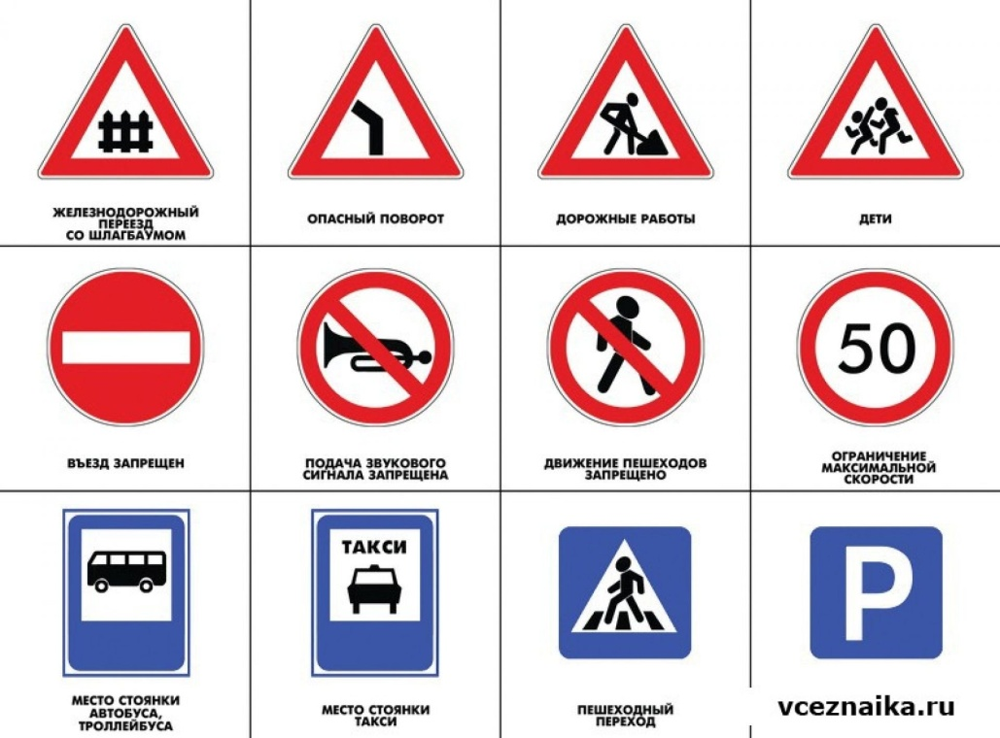 ЖЕЛЕЗНОДОРОЖНЫЙ
ПЕРЕЕЗД
СО ШЛАГБАУМОМ
ОПАСНЫЙ ПОВОРОТ
ДОРОЖНЫЕ РАБОТЫ
ДЕТИ
50
ВЪЕЗД ЗАПРЕЩЕН
ПОДАЧА ЗВУКОВОГО
СИГНАЛА ЗАПРЕЩЕНА
ДВИЖЕНИЕ ПЕШЕХОДОВ
ЗАПРЕЩЕНО
ОГРАНИЧЕНИЕ
МАКСИМАЛЬНОЙ
СКОРОСТИ
ТАКСИ
P
МЕСТО СТОЯНКИ
АВТОБУСА,
ТРОЛЛЕЙБУСА
МЕСТО СТОЯНКИ
ТАКСИ
ПЕШЕХОДНЫЙ
ПЕРЕХОД
vceznaika.ru